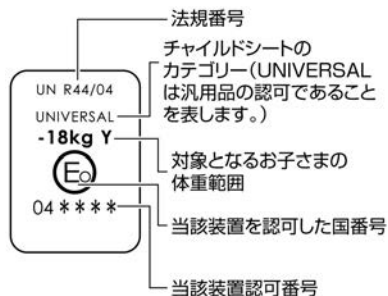 法規番号
チャイルドシートの
カテゴリー(UNIVERSAL
は汎用品の認可であること
を表します。)
UN R44/04
UNIVERSAL
-18kg Y
対象となるお子さまの
体重範囲
E0
当該装置を認可した国番号
04 ****
当該装置認可番号